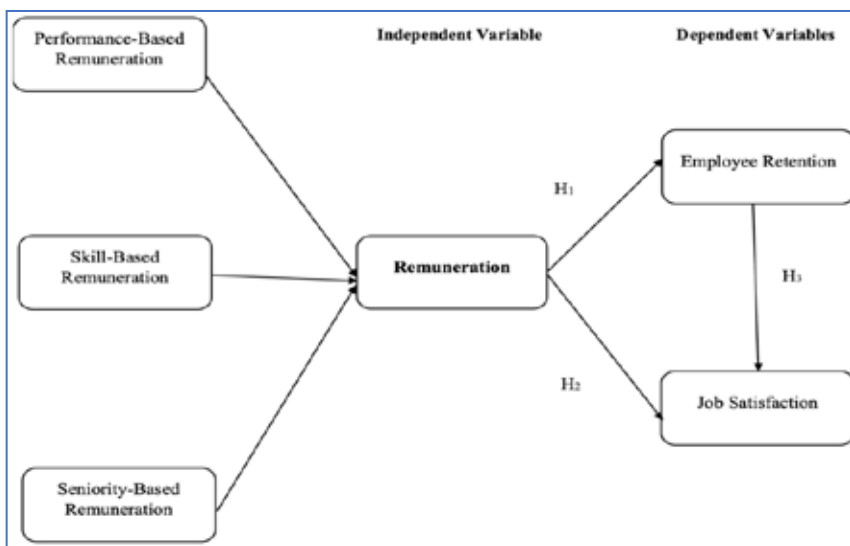 Performance-Based
Remuneration
Independent Variable
Dependent Variables
Employee Retention
H₁
Skill-Based
Remuneration
Remuneration
H₃
H₂
Job Satisfaction
Seniority-Based
Remuneration